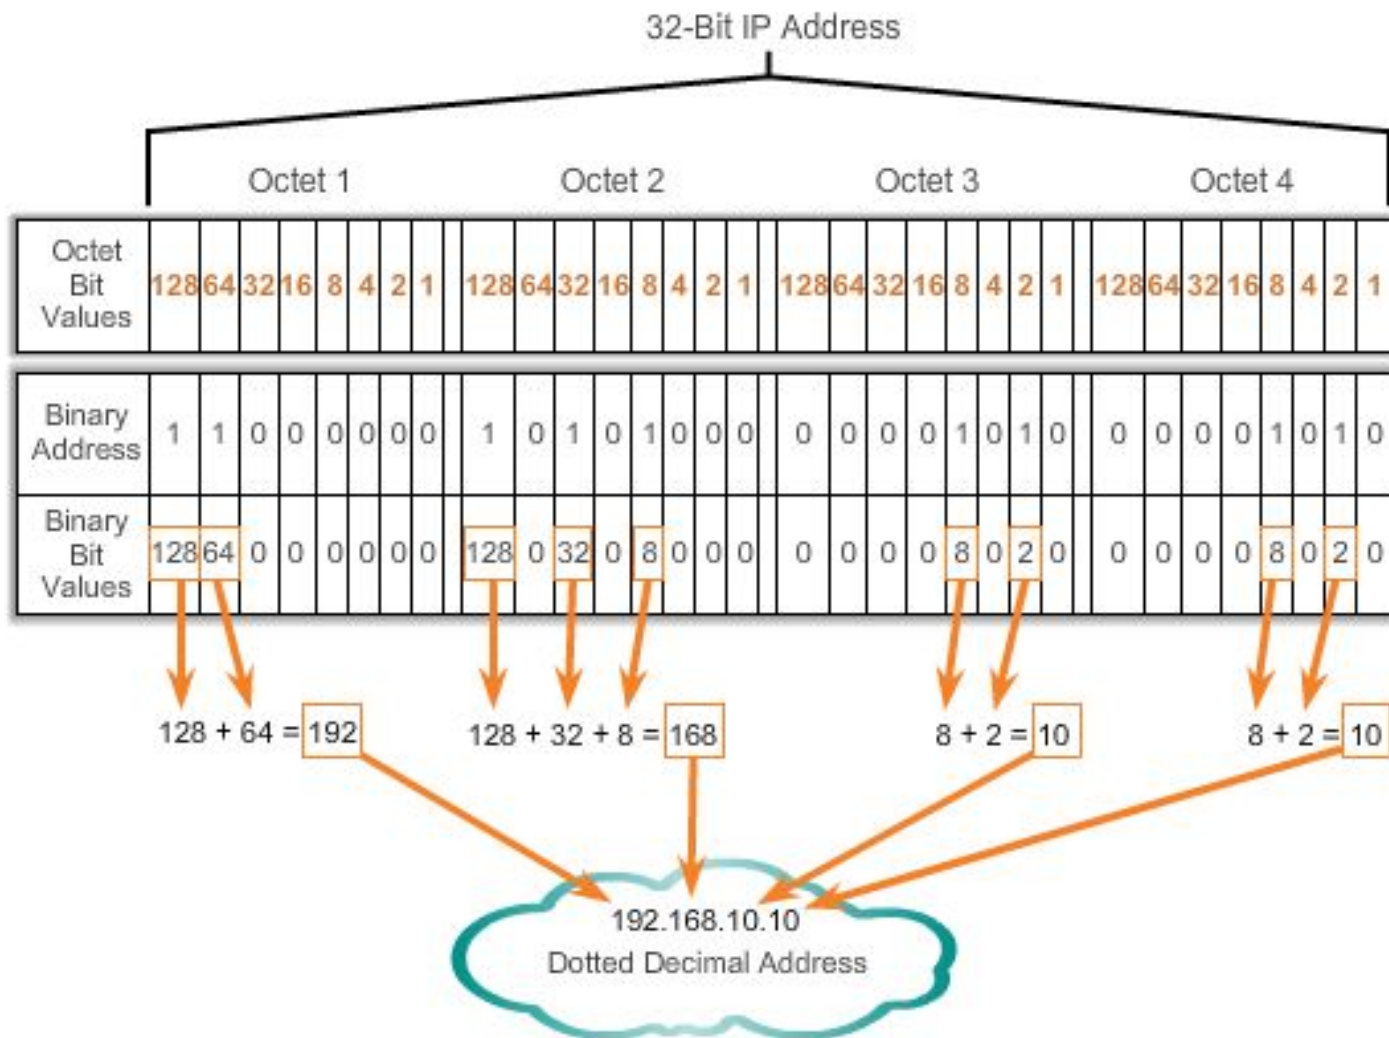 32-Bit IP Address
Octet 1 Octet 2 Octet 3 Octet 4
Octet
Bit
Values
128 64 32 16 8 4 2 1 128 64 32 16 8 4 2 1 128 64 32 16 8 4 2 1 128 64 32 16 8 4 2 1
Binary
Address
1 1 0 0 0 0 0 0 1 0 1 0 1 0 0 0 0 0 0 0 1 0 1 0 0 0 0 0 1 0 1 0
Binary
Bit
Values
128 64 0 0 0 0 0 0 128 0 32 0 8 0 0 0 0 0 0 0 8 0 2 0 0 0 0 0 8 0 2 0
128 + 64 = 192 128 + 32 + 8 = 168 8 + 2 = 10 8 + 2 = 10
192.168.10.10
Dotted Decimal Address